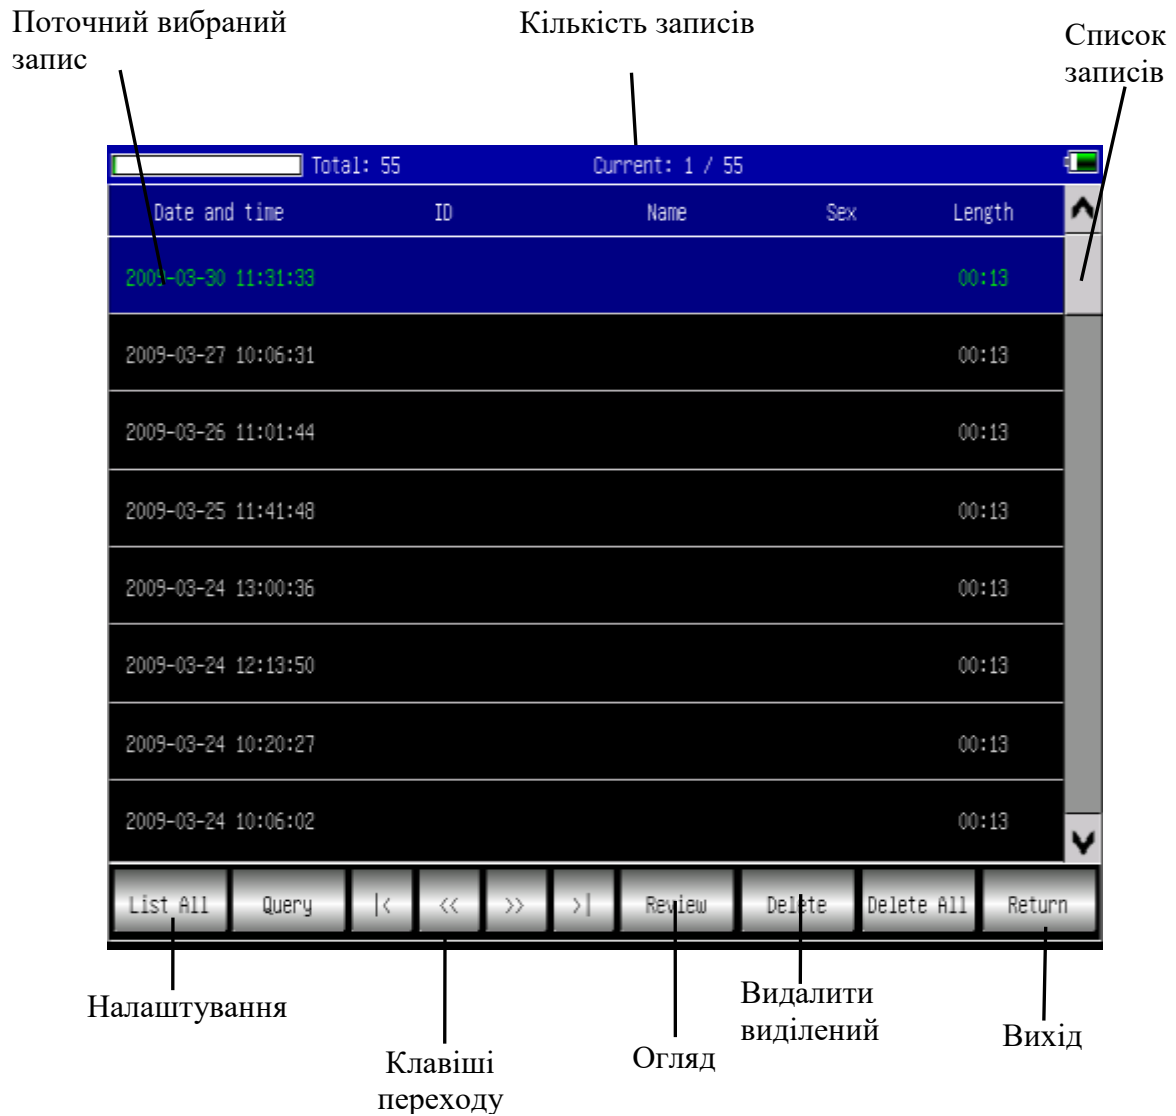 Поточний вибраний
запис
Кількість записів
Список
записів
Total: 55 Current: 1 / 55
Date and time ID Name Sex Length
2009-03-30 11:31:33 00:13
2009-03-27 10:06:31 00:13
2009-03-26 11:01:44 00:13
2009-03-25 11:41:48 00:13
2009-03-24 13:00:36 00:13
2009-03-24 12:13:50 00:13
2009-03-24 10:20:27 00:13
2009-03-24 10:06:02 00:13
List All Query |< << >> >| Review Delete Delete All Return
Налаштування
Клавіші
переходу
Огляд
Видалити
виділений
Вихід